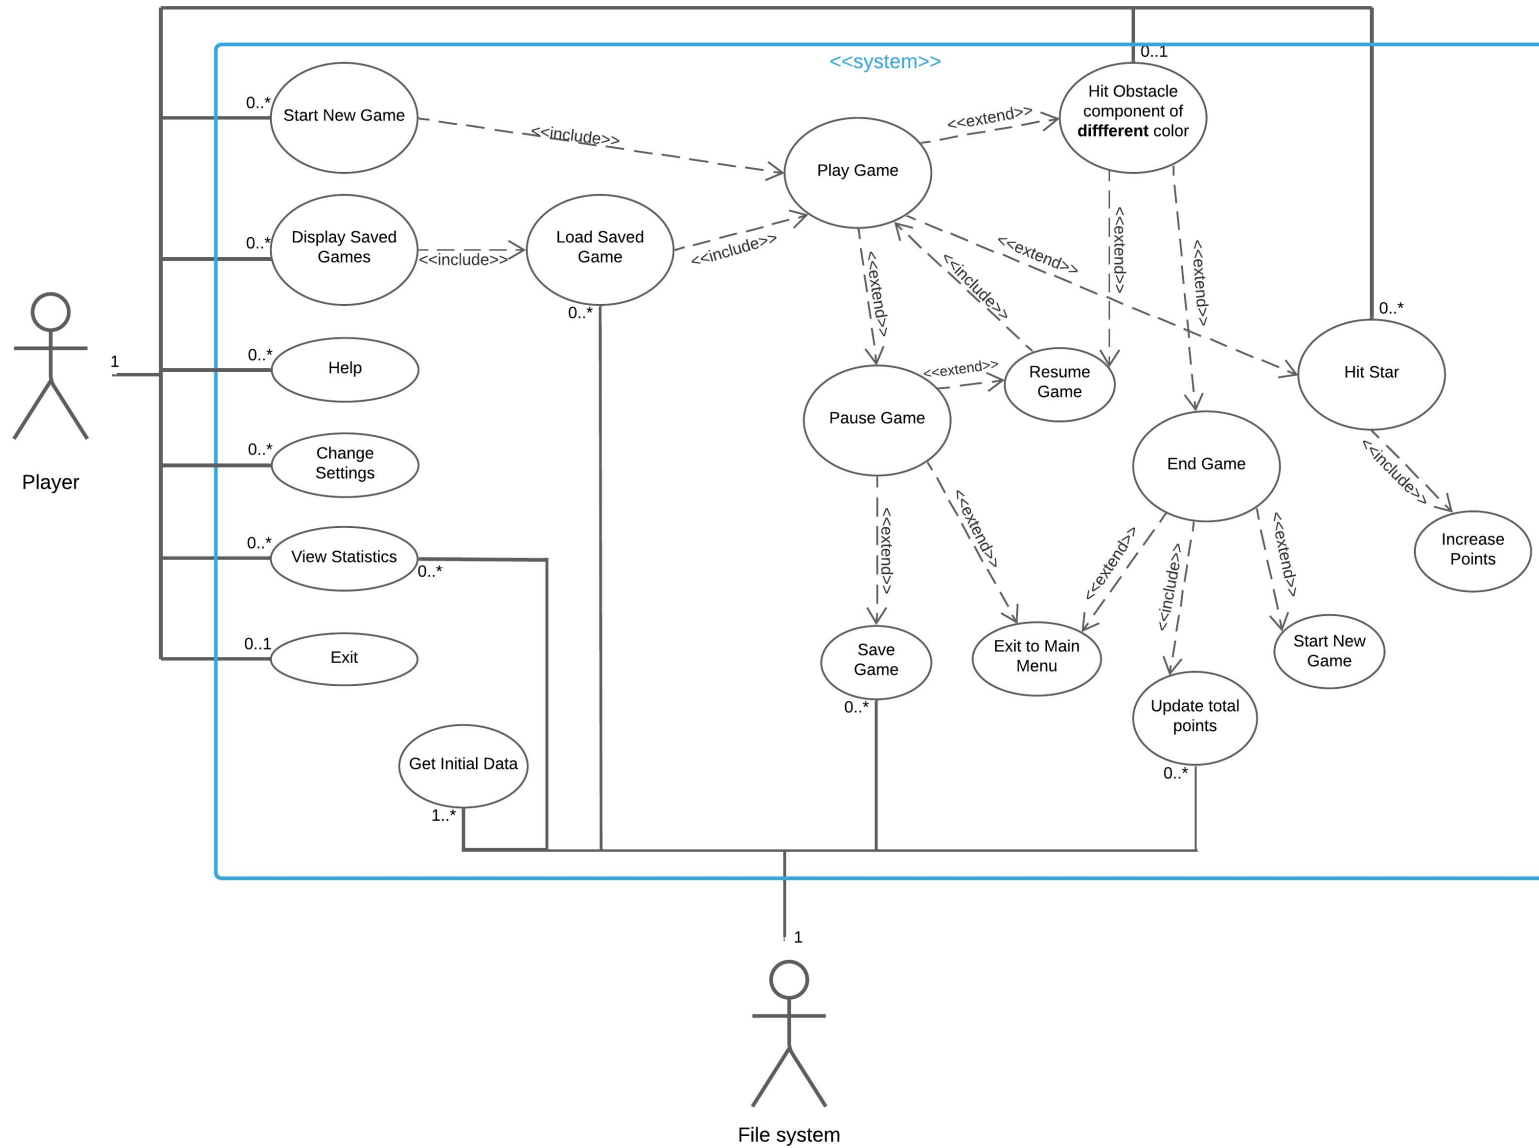 0..1
<<system>>
Hit Obstacle
component of
diffferent color
0..*
Start New Game
<<include>>
<<extend>>
Play Game
0..*
Display Saved
Games
<<include>>
Load Saved
Game
0..*
<<include>>
<<extend>>
<<include>>
<<extend>>
<<extend>>
<<extend>>
0..*
Hit Star
1
0..*
Help
<<extend>>
Resume
Game
Pause Game
Player
0..*
Change
Settings
End Game
<<include>>
Increase
Points
0..*
View Statistics
0..*
<<extend>>
<<extend>>
<<extend>>
<<include>>
<<extend>>
0..1
Exit
Save
Game
0..*
Exit to Main
Menu
Start New
Game
Update total
points
0..*
Get Initial Data
1..*
1
File system